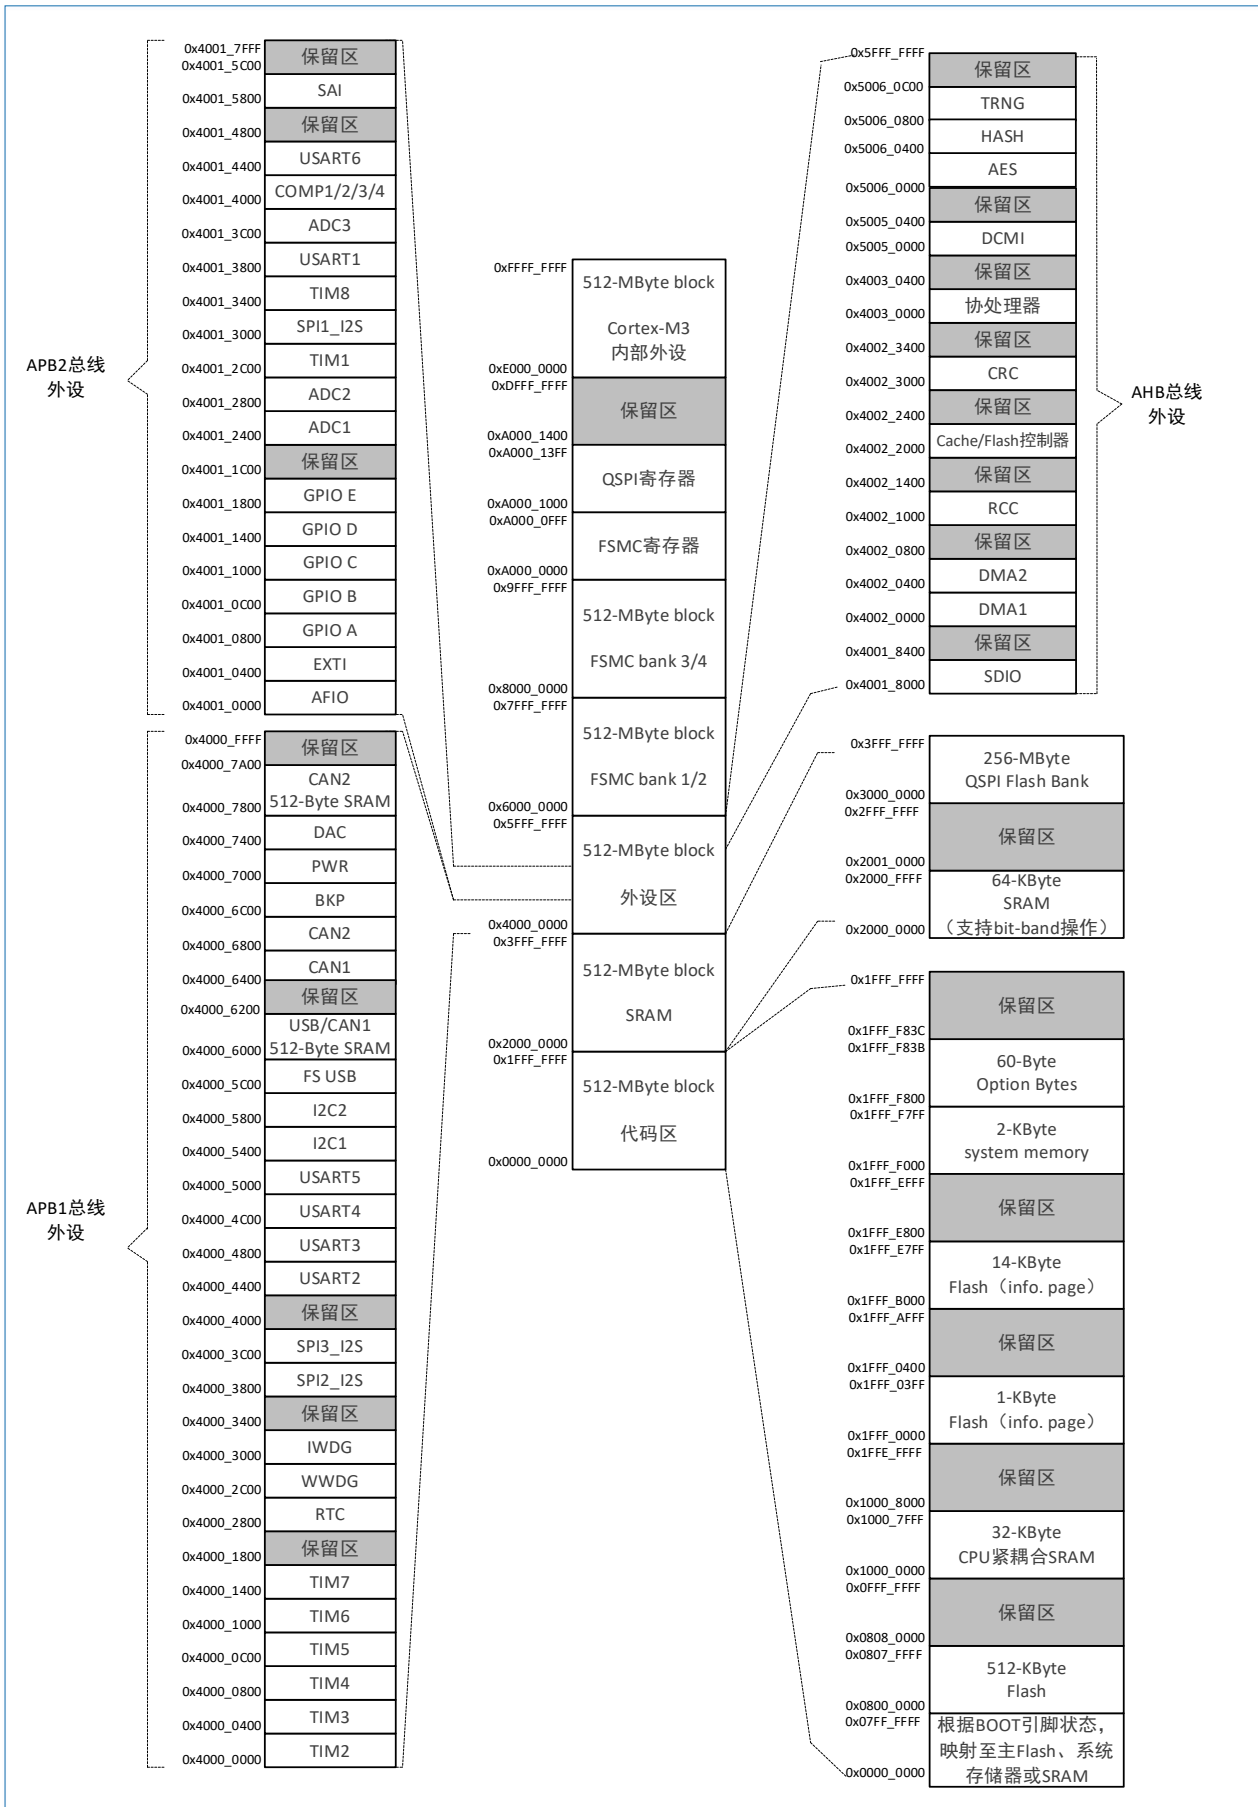 0x4001_7FFF
保留区
0x4001_5C00
SAI
0x4001_5800
保留区
0x4001_4800
USART6
0x4001_4400
COMP1/2/3/4
0x4001_4000
ADC3
0x4001_3C00
USART1
0x4001_3800
TIM8
0x4001_3400
SPI1_I2S
0x4001_3000
TIM1
0x4001_2C00
ADC2
0x4001_2800
ADC1
0x4001_2400
保留区
0x4001_1C00
GPIO E
0x4001_1800
GPIO D
0x4001_1400
GPIO C
0x4001_1000
GPIO B
0x4001_0C00
GPIO A
0x4001_0800
EXTI
0x4001_0400
AFIO
0x4001_0000
APB2总线
外设
0x4000_FFFF
保留区
0x4000_7A00
CAN2
512-Byte SRAM
0x4000_7800
DAC
0x4000_7400
PWR
0x4000_7000
BKP
0x4000_6C00
CAN2
0x4000_6800
CAN1
0x4000_6400
保留区
0x4000_6200
USB/CAN1
512-Byte SRAM
0x4000_6000
FS USB
0x4000_5C00
I2C2
0x4000_5800
I2C1
0x4000_5400
USART5
0x4000_5000
USART4
0x4000_4C00
USART3
0x4000_4800
USART2
0x4000_4400
保留区
0x4000_4000
SPI3_I2S
0x4000_3C00
SPI2_I2S
0x4000_3800
保留区
0x4000_3400
IWDG
0x4000_3000
WWDG
0x4000_2C00
RTC
0x4000_2800
保留区
0x4000_1800
TIM7
0x4000_1400
TIM6
0x4000_1000
TIM5
0x4000_0C00
TIM4
0x4000_0800
TIM3
0x4000_0400
TIM2
0x4000_0000
APB1总线
外设
0xFFFF_FFFF
512-MByte block
Cortex-M3
内部外设
0xE000_0000
0xDFFF_FFFF
保留区
0xA000_1400
0xA000_13FF
QSPI寄存器
0xA000_1000
0xA000_0FFF
FSMC寄存器
0xA000_0000
0x9FFF_FFFF
512-MByte block
FSMC bank 3/4
0x8000_0000
0x7FFF_FFFF
512-MByte block
FSMC bank 1/2
0x6000_0000
0x5FFF_FFFF
512-MByte block
外设区
0x4000_0000
0x3FFF_FFFF
512-MByte block
SRAM
0x2000_0000
0x1FFF_FFFF
512-MByte block
代码区
0x0000_0000
0x5FFF_FFFF
保留区
0x5006_0C00
TRNG
0x5006_0800
HASH
0x5006_0400
AES
0x5006_0000
保留区
0x5005_0400
DCMI
0x5005_0000
保留区
0x4003_0400
协处理器
0x4003_0000
保留区
0x4002_3400
CRC
0x4002_3000
保留区
0x4002_2400
Cache/Flash控制器
0x4002_2000
保留区
0x4002_1400
RCC
0x4002_1000
保留区
0x4002_0800
DMA2
0x4002_0400
DMA1
0x4002_0000
保留区
0x4001_8400
SDIO
0x4001_8000
AHB总线
外设
0x3FFF_FFFF
256-MByte
QSPI Flash Bank
0x3000_0000
0x2FFF_FFFF
保留区
0x2001_0000
0x2000_FFFF
64-KByte
SRAM
（支持bit-band操作）
0x2000_0000
0x1FFF_FFFF
保留区
0x1FFF_F83C
0x1FFF_F83B
60-Byte
Option Bytes
0x1FFF_F800
0x1FFF_F7FF
2-KByte
system memory
0x1FFF_F000
0x1FFF_EFFF
保留区
0x1FFF_E800
0x1FFF_E7FF
14-KByte
Flash（info. page）
0x1FFF_B000
0x1FFF_AFFF
保留区
0x1FFF_0400
0x1FFF_03FF
1-KByte
Flash（info. page）
0x1FFF_0000
0x1FFE_FFFF
保留区
0x1000_8000
0x1000_7FFF
32-KByte
CPU紧耦合SRAM
0x1000_0000
0x0FFF_FFFF
保留区
0x0808_0000
0x0807_FFFF
512-KByte
Flash
0x0800_0000
0x07FF_FFFF
根据BOOT引脚状态，
映射至主Flash、系统
存储器或SRAM
0x0000_0000